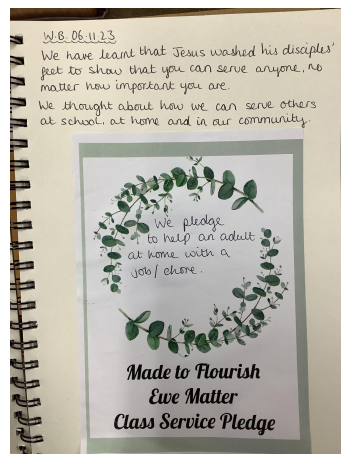 W.B. 06.11.23
We have learnt that Jesus washed his disciples'
feet to show that you can serve anyone, no
matter how important you are.
We thought about how we can serve others
at school, at home and in our community.
We pledge
to help an adult
at home with a
job/chore.
Made to Flourish
Ewe Matter
Class Service Pledge